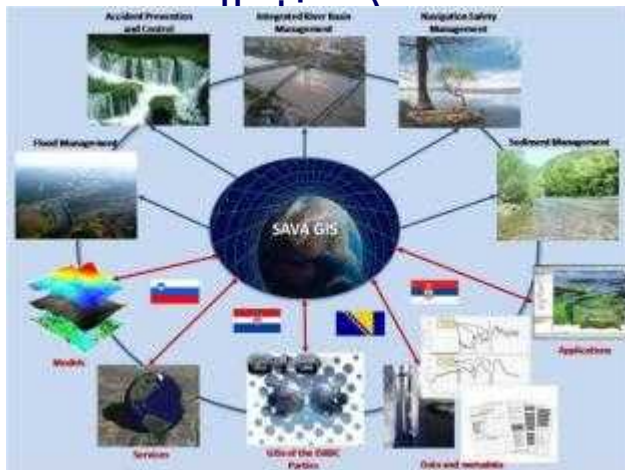 Accident Prevention
and Control
Integrated River Basin
Management
Navigation Safety
Management
Flood Management
Sediment Management
SAVA GIS
Models
Applications
Services
GISs of the ISRBC
Parties
Data and metadata